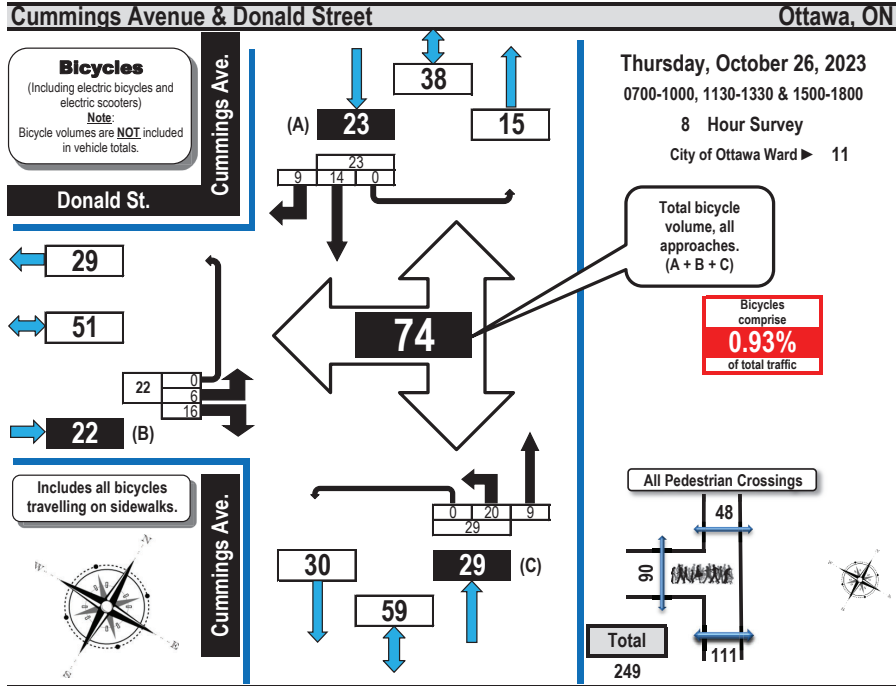 Cummings Avenue & Donald Street
Ottawa, ON
Bicycles
(Including electric bicycles and
electric scooters)
Note:
Bicycle volumes are NOT included
in vehicle totals.
Cummings Ave.
Donald St.
38
(A)
23
15
23
9 14 0
Thursday, October 26, 2023
0700-1000, 1130-1330 & 1500-1800
8 Hour Survey
City of Ottawa Ward ► 11
Total bicycle
volume, all
approaches.
(A + B + C)
29
51
74
Bicycles
comprise
0.93%
of total traffic
22
0
6
16
22
(B)
Includes all bicycles
travelling on sidewalks.
Cummings Ave.
N
W
E
S
0 20 9
29
30
29
(C)
59
All Pedestrian Crossings
48
90
111
Total
249